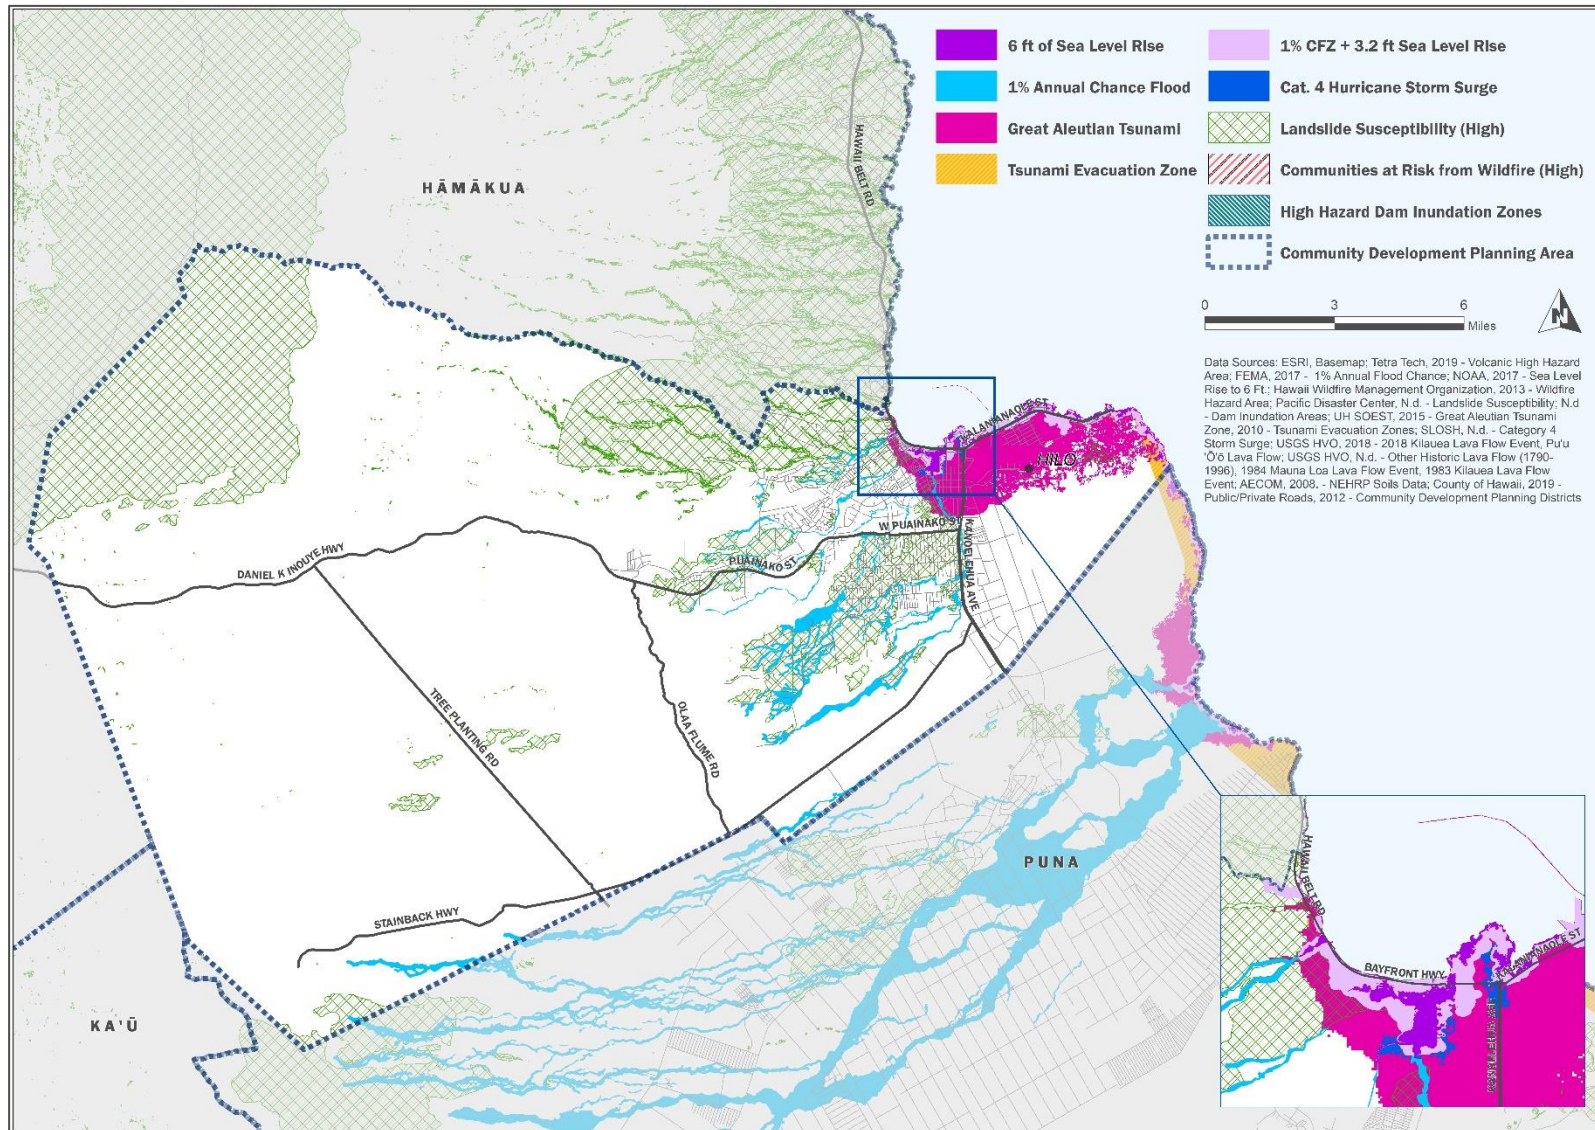 6 ft of Sea Level Rise
1% Annual Chance Flood
Great Aleutian Tsunami
Tsunami Evacuation Zone
1% CFZ + 3.2 ft Sea Level Rise
Cat. 4 Hurricane Storm Surge
Landslide Susceptibility (High)
Communities at Risk from Wildfire (High)
High Hazard Dam Inundation Zones
Community Development Planning Area
0 3 6
Miles
N
Data Sources: ESRI, Basemap; Tetra Tech, 2019 - Volcanic High Hazard
Area; FEMA, 2017 - 1% Annual Flood Chance; NOAA, 2017 - Sea Level
Rise to 6 Ft.; Hawaii Wildfire Management Organization, 2013 - Wildfire
Hazard Area; Pacific Disaster Center, N.d. - Landslide Susceptibility; N.d
- Dam Inundation Areas; UH SOEST, 2015 - Great Aleutian Tsunami
Zone, 2010 - Tsunami Evacuation Zones; SLOSH, N.d. - Category 4
Storm Surge; USGS HVO, 2018 - 2018 Kilauea Lava Flow Event, Pu'u
'Ō'ō Lava Flow; USGS HVO, N.d. - Other Historic Lava Flow (1790-
1996), 1984 Mauna Loa Lava Flow Event, 1983 Kilauea Lava Flow
Event; AECOM, 2008. - NEHRP Soils Data; County of Hawaii, 2019 -
Public/Private Roads, 2012 - Community Development Planning Districts
HĀMĀKUA
HAWAII BELT RD
KALANIANAOLE ST
HILO
W PUAINAKO ST
PUAINAKO ST
KANOELEHUA AVE
DANIEL K INOUYE HWY
TREE PLANTING RD
OLAA FLUME RD
STAINBACK HWY
PUNA
KA'Ū
HAWAII BELT RD
BAYFRONT HWY
KALANIANAOLE ST
KANOELEHUA AVE